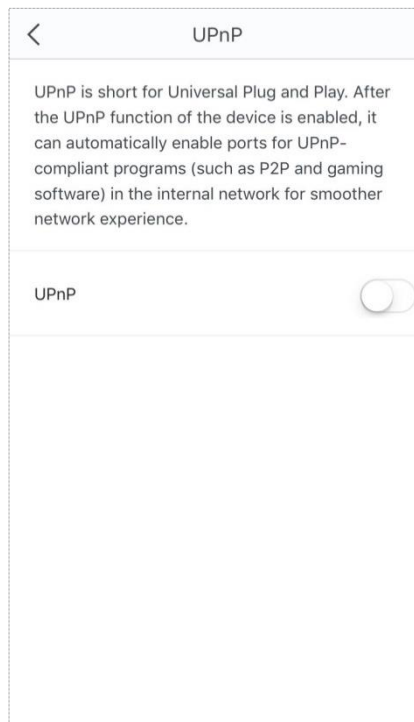 UPnP
UPnP is short for Universal Plug and Play. After
the UPnP function of the device is enabled, it
can automatically enable ports for UPnP-
compliant programs (such as P2P and gaming
software) in the internal network for smoother
network experience.
UPnP